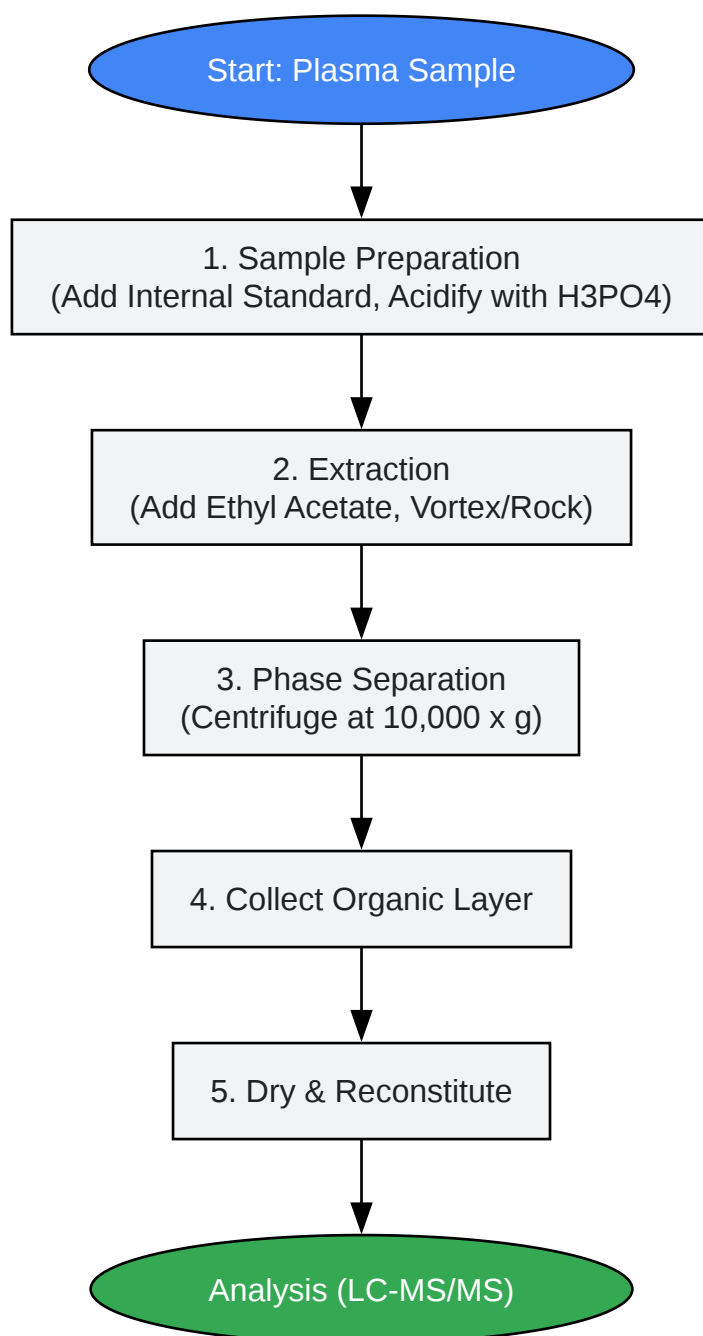 Start: Plasma Sample
1. Sample Preparation
(Add Internal Standard, Acidify with H3PO4)
2. Extraction
(Add Ethyl Acetate, Vortex/Rock)
3. Phase Separation
(Centrifuge at 10,000 x g)
4. Collect Organic Layer
5. Dry & Reconstitute
Analysis (LC-MS/MS)